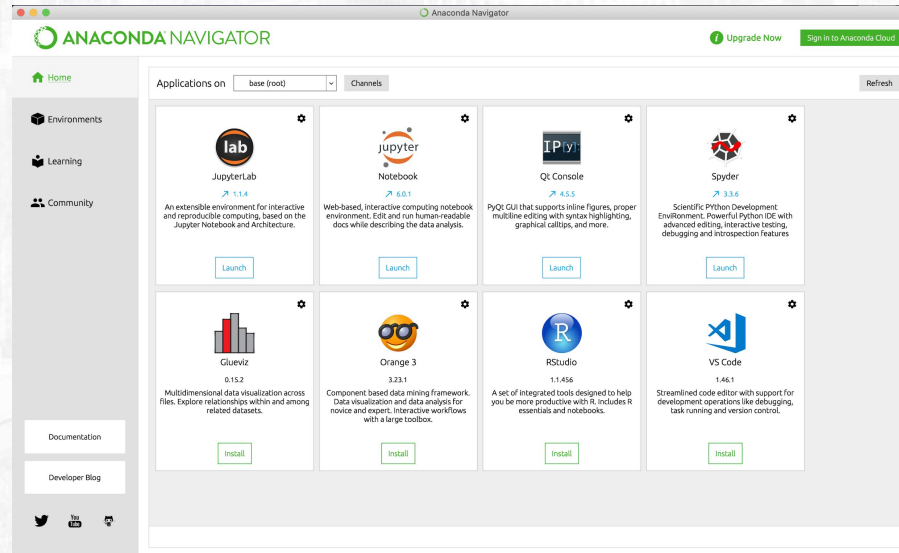 Anaconda Navigator
ANACONDA NAVIGATOR
i Upgrade Now
Sign in to Anaconda Cloud
Home
Environments
Learning
Community
Documentation
Developer Blog
You
Tube
Applications on base (root) Channels Refresh
lab
JupyterLab
1.1.4
An extensible environment for interactive
and reproducible computing, based on the
Jupyter Notebook and Architecture.
Launch
jupyter
Notebook
6.0.1
Web-based, interactive computing notebook
environment. Edit and run human-readable
docs while describing the data analysis.
Launch
IP[y]:
Qt Console
4.5.5
PyQt GUI that supports inline figures, proper
multiline editing with syntax highlighting,
graphical calltips, and more.
Launch
Spyder
3.3.6
Scientific PYthon Development
EnviRonment. Powerful Python IDE with
advanced editing, interactive testing,
debugging and introspection features
Launch
Glueviz
0.15.2
Multidimensional data visualization across
files. Explore relationships within and among
related datasets.
Install
Orange 3
3.23.1
Component based data mining framework.
Data visualization and data analysis for
novice and expert. Interactive workflows
with a large toolbox.
Install
R
RStudio
1.1.456
A set of integrated tools designed to help
you be more productive with R. Includes R
essentials and notebooks.
Install
VS Code
1.46.1
Streamlined code editor with support for
development operations like debugging,
task running and version control.
Install